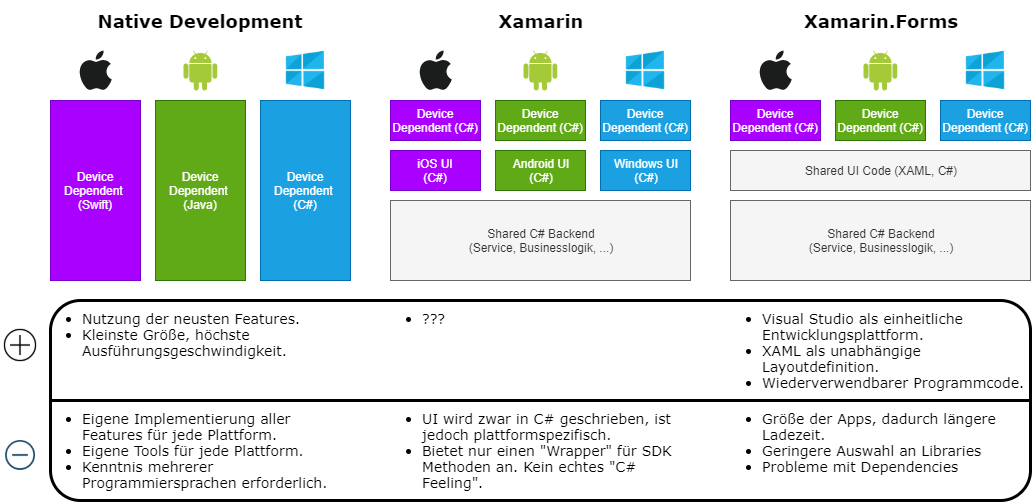 Native Development
Xamarin
Xamarin.Forms
Device
Dependent
(Swift)
Device
Dependent
(Java)
Device
Dependent
(C#)
Device
Dependent (C#)
Device
Dependent (C#)
Device
Dependent (C#)
iOS UI
(C#)
Android UI
(C#)
Windows UI
(C#)
Shared C# Backend
(Service, Businesslogik, ...)
Device
Dependent (C#)
Device
Dependent (C#)
Device
Dependent (C#)
Shared UI Code (XAML, C#)
Shared C# Backend
(Service, Businesslogik, ...)
• Nutzung der neusten Features.
• Kleinste Größe, höchste
Ausführungsgeschwindigkeit.
• ???
• Visual Studio als einheitliche
Entwicklungsplattform.
• XAML als unabhängige
Layoutdefinition.
• Wiederverwendbarer Programmcode.
• Eigene Implementierung aller
Features für jede Plattform.
• Eigene Tools für jede Plattform.
• Kenntnis mehrerer
Programmiersprachen erforderlich.
• UI wird zwar in C# geschrieben, ist
jedoch plattformspezifisch.
• Bietet nur einen "Wrapper" für SDK
Methoden an. Kein echtes "C#
Feeling".
• Größe der Apps, dadurch längere
Ladezeit.
• Geringere Auswahl an Libraries
• Probleme mit Dependencies